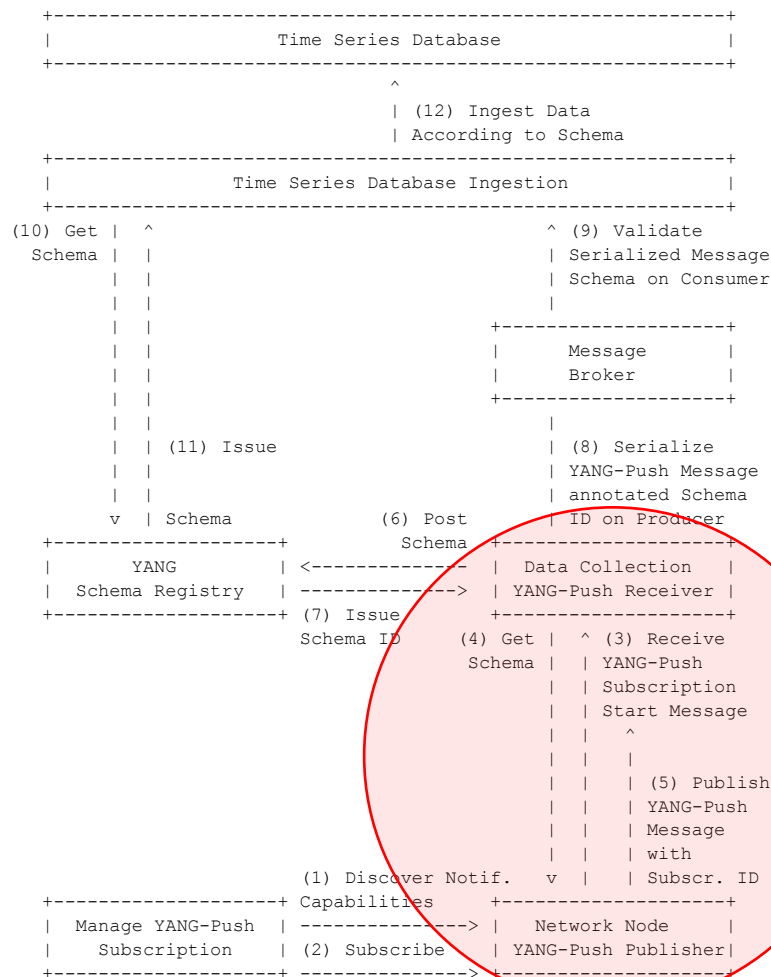 +------------------------------------------------------------+
|                    Time Series Database                    |
+------------------------------------------------------------+
^
| (12) Ingest Data
| According to Schema
+------------------------------------------------------------+
|                Time Series Database Ingestion              |
+------------------------------------------------------------+
(10) Get |  ^                                   ^ (9) Validate
Schema |  |                                   | Serialized Message
|  |                                   | Schema on Consumer
|  |                                   |
|  |                              +--------------------+
|  |                              |      Message       |
|  |                              |      Broker        |
|  |                              +--------------------+
|  |                                   |
|  | (11) Issue                        | (8) Serialize
|  |                                   | YANG-Push Message
|  |                                   | annotated Schema
v  | Schema             (6) Post       | ID on Producer
+---------------------+          Schema +--------------------+
|        YANG         | <-------------- |  Data Collection   |
|   Schema Registry   | --------------> | YANG-Push Receiver |
+---------------------+ (7) Issue       +--------------------+
Schema ID     (4) Get |  ^ (3) Receive
Schema |  | YANG-Push
|  | Subscription
|  | Start Message
|  |   ^
|  |   |
|  |   | (5) Publish
|  |   | YANG-Push
|  |   | Message
|  |   | with
(1) Discover Notif.   v  |   | Subscr. ID
+---------------------+ Capabilities     +--------------------+
|  Manage YANG-Push   | ---------------> |   Network Node     |
|    Subscription     | (2) Subscribe    | YANG-Push Publisher|
+---------------------+ ---------------> +--------------------+